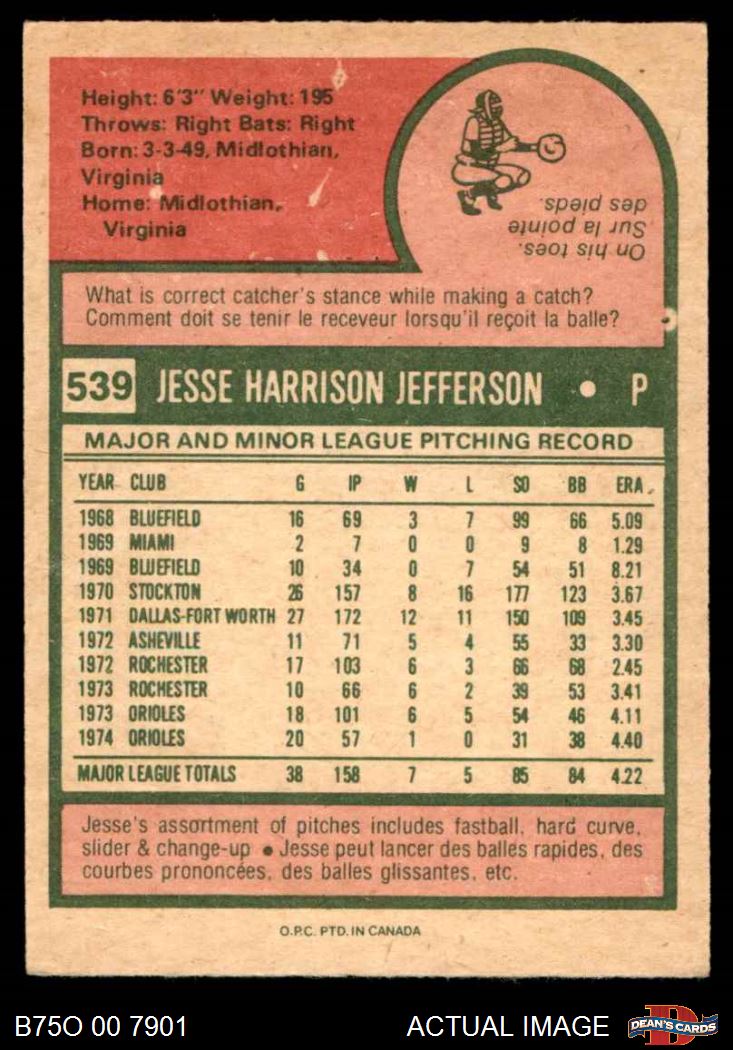 Height: 6'3" Weight: 195
Throws: Right Bats: Right
Born: 3-3-49, Midlothian,
Virginia
Home: Midlothian,
Virginia
On his toes.
Sur la pointe
des pieds.
What is correct catcher's stance while making a catch?
Comment doit se tenir le receveur lorsqu'il reçoit la balle?
539 JESSE HARRISON JEFFERSON • P
MAJOR AND MINOR LEAGUE PITCHING RECORD
YEAR CLUB G IP W L SO BB ERA.
1968 BLUEFIELD 16 69 3 7 99 66 5.09
1969 MIAMI 2 7 0 0 9 8 1.29
1969 BLUEFIELD 10 34 0 7 54 51 8.21
1970 STOCKTON 26 157 8 16 177 123 3.67
1971 DALLAS-FORT WORTH 27 172 12 11 150 109 3.45
1972 ASHEVILLE 11 71 5 4 55 33 3.30
1972 ROCHESTER 17 103 6 3 66 68 2.45
1973 ROCHESTER 10 66 6 2 39 53 3.41
1973 ORIOLES 18 101 6 5 54 46 4.11
1974 ORIOLES 20 57 1 0 31 38 4.40
MAJOR LEAGUE TOTALS 38 158 7 5 85 84 4.22
Jesse's assortment of pitches includes fastball, hard curve,
slider & change-up • Jesse peut lancer des balles rapides, des
courbes prononcées, des balles glissantes, etc.
O.P.C. PTD. IN CANADA
B75O 00 7901 ACTUAL IMAGE DEAN'S CARDS